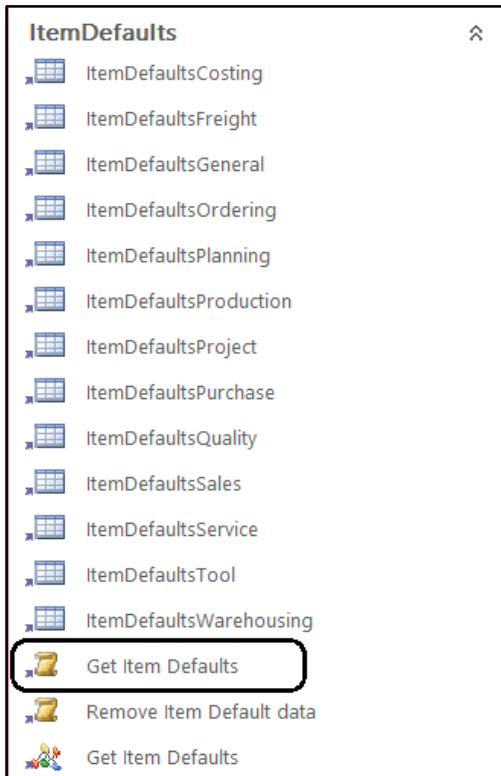 ItemDefaults
ItemDefaultsCosting
ItemDefaultsFreight
ItemDefaultsGeneral
ItemDefaultsOrdering
ItemDefaultsPlanning
ItemDefaultsProduction
ItemDefaultsProject
ItemDefaultsPurchase
ItemDefaultsQuality
ItemDefaultsSales
ItemDefaultsService
ItemDefaultsTool
ItemDefaultsWarehousing
Get Item Defaults
Remove Item Default data
Get Item Defaults